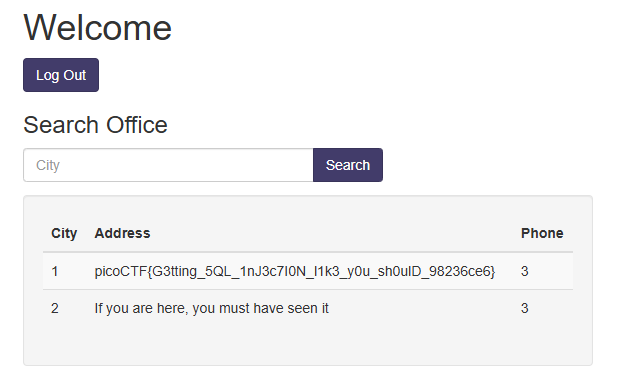 Welcome
Log Out
Search Office
City Search
City Address Phone
1 picoCTF{G3tting_5QL_1nJ3c7I0N_l1k3_y0u_sh0ulD_98236ce6} 3
2 If you are here, you must have seen it 3